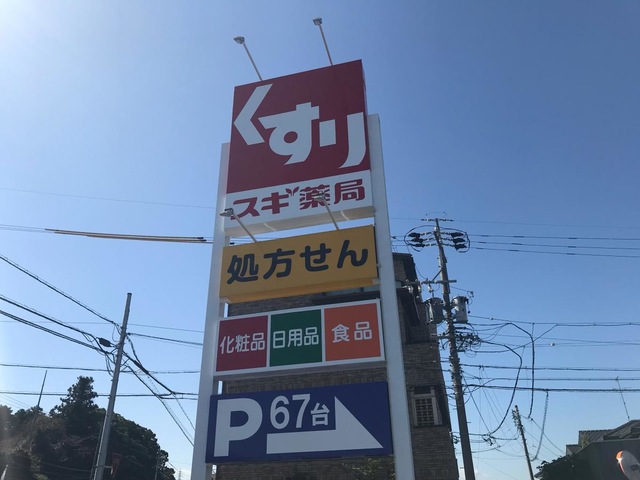 くすり
スギ薬局
処方せん
化粧品 日用品 食品
P 67台